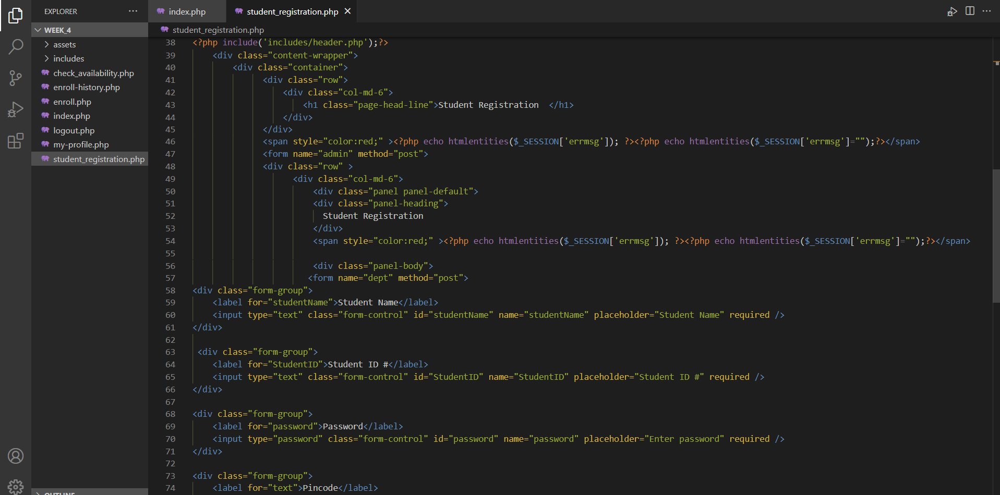 EXPLORER ···
WEEK_4
assets
includes
check_availability.php
enroll-history.php
enroll.php
index.php
logout.php
my-profile.php
student_registration.php
OUTLINE
index.php
student_registration.php
student_registration.php
38 <?php include('includes/header.php');?>
39 <div class="content-wrapper">
40 <div class="container">
41 <div class="row">
42 <div class="col-md-6">
43 <h1 class="page-head-line">Student Registration  </h1>
44 </div>
45 </div>
46 <span style="color:red;" ><?php echo htmlentities($_SESSION['errmsg']); ?><?php echo htmlentities($_SESSION['errmsg']="");?></span>
47 <form name="admin" method="post">
48 <div class="row" >
49 <div class="col-md-6">
50 <div class="panel panel-default">
51 <div class="panel-heading">
52 Student Registration
53 </div>
54 <span style="color:red;" ><?php echo htmlentities($_SESSION['errmsg']); ?><?php echo htmlentities($_SESSION['errmsg']="");?></span>
55
56 <div class="panel-body">
57 <form name="dept" method="post">
58 <div class="form-group">
59 <label for="studentName">Student Name</label>
60 <input type="text" class="form-control" id="studentName" name="studentName" placeholder="Student Name" required />
61 </div>
62
63 <div class="form-group">
64 <label for="StudentID">Student ID #</label>
65 <input type="text" class="form-control" id="StudentID" name="StudentID" placeholder="Student ID #" required />
66 </div>
67
68 <div class="form-group">
69 <label for="password">Password</label>
70 <input type="password" class="form-control" id="password" name="password" placeholder="Enter password" required />
71 </div>
72
73 <div class="form-group">
74 <label for="text">Pincode</label>